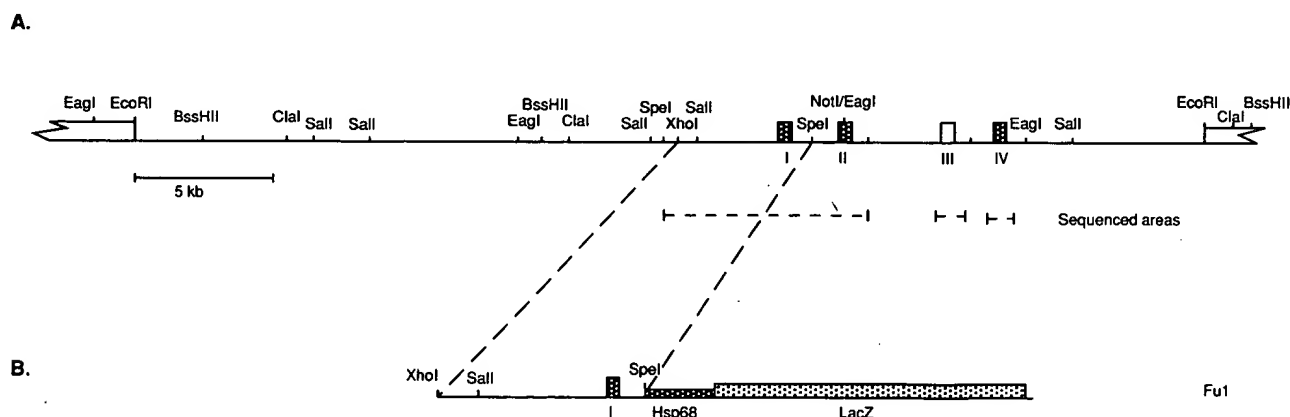 A.
EagI EcoRI BssHII ClaI SalI SalI EagI BssHII ClaI SalI SpeI XhoI SalI SpeI NotI/EagI EagI SalI EcoRI ClaI BssHII
I II III IV
5 kb
Sequenced areas
B.
XhoI SalI SpeI Fu1
I Hsp68 LacZ